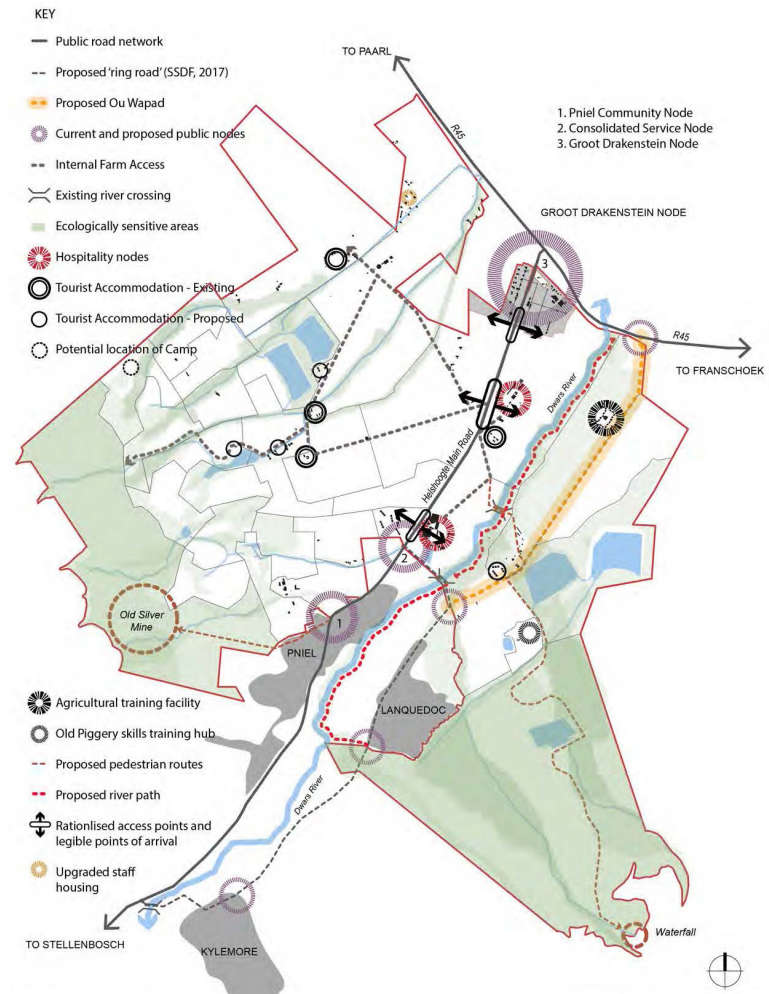 KEY
Public road network
Proposed 'ring road' (SSDF, 2017)
Proposed Ou Wapad
Current and proposed public nodes
Internal Farm Access
Existing river crossing
Ecologically sensitive areas
Hospitality nodes
Tourist Accommodation - Existing
Tourist Accommodation - Proposed
Potential location of Camp
TO PAARL
R45
1. Pniel Community Node
2. Consolidated Service Node
3. Groot Drakenstein Node
GROOT DRAKENSTEIN NODE
3
R45
TO FRANSCHOEK
Dwars River
Helshoogte Main Road
2
Old Silver
Mine
1
PNIEL
LANQUEDOC
Agricultural training facility
Old Piggery skills training hub
Proposed pedestrian routes
Proposed river path
Rationlised access points and
legible points of arrival
Upgraded staff
housing
Dwars River
TO STELLENBOSCH
KYLEMORE
Waterfall